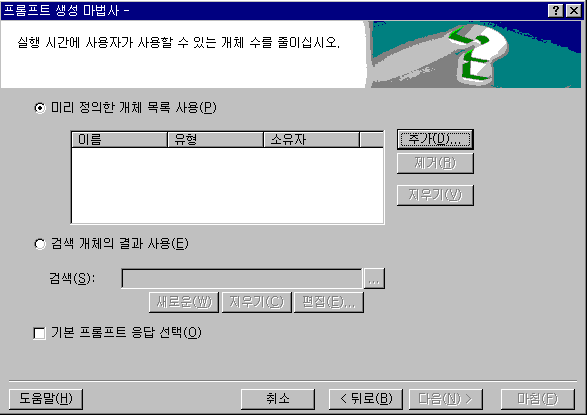 프롬프트 생성 마법사 -
실행 시간에 사용자가 사용할 수 있는 개체 수를 줄이십시오.
미리 정의한 개체 목록 사용(P)
이름 유형 소유자
추가(D)...
제거(R)
지우기(V)
검색 개체의 결과 사용(E)
검색(S): ...
새로운(W) 지우기(C) 편집(E)...
기본 프롬프트 응답 선택(O)
도움말(H) 취소 < 뒤로(B) 다음(N) > 마침(F)